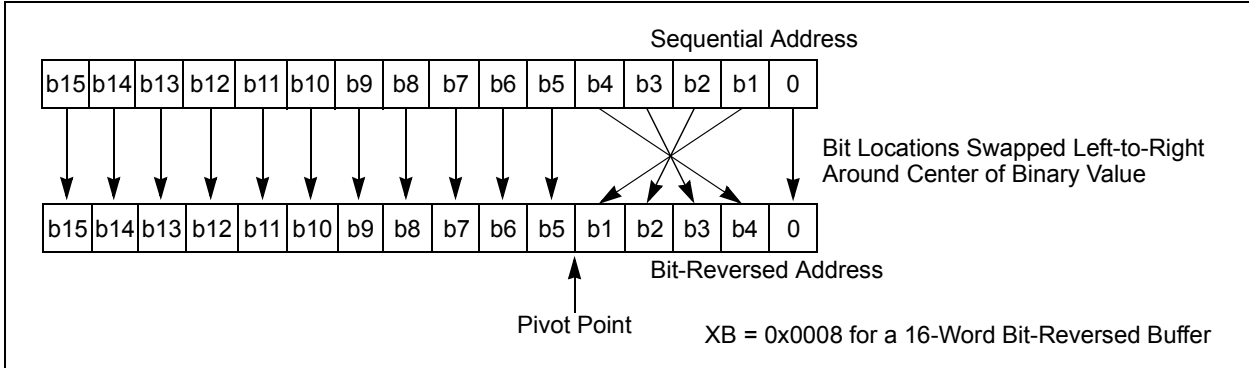 Sequential Address
b15 b14 b13 b12 b11 b10 b9 b8 b7 b6 b5 b4 b3 b2 b1 0
Bit Locations Swapped Left-to-Right
Around Center of Binary Value
b15 b14 b13 b12 b11 b10 b9 b8 b7 b6 b5 b1 b2 b3 b4 0
Bit-Reversed Address
Pivot Point
XB = 0x0008 for a 16-Word Bit-Reversed Buffer